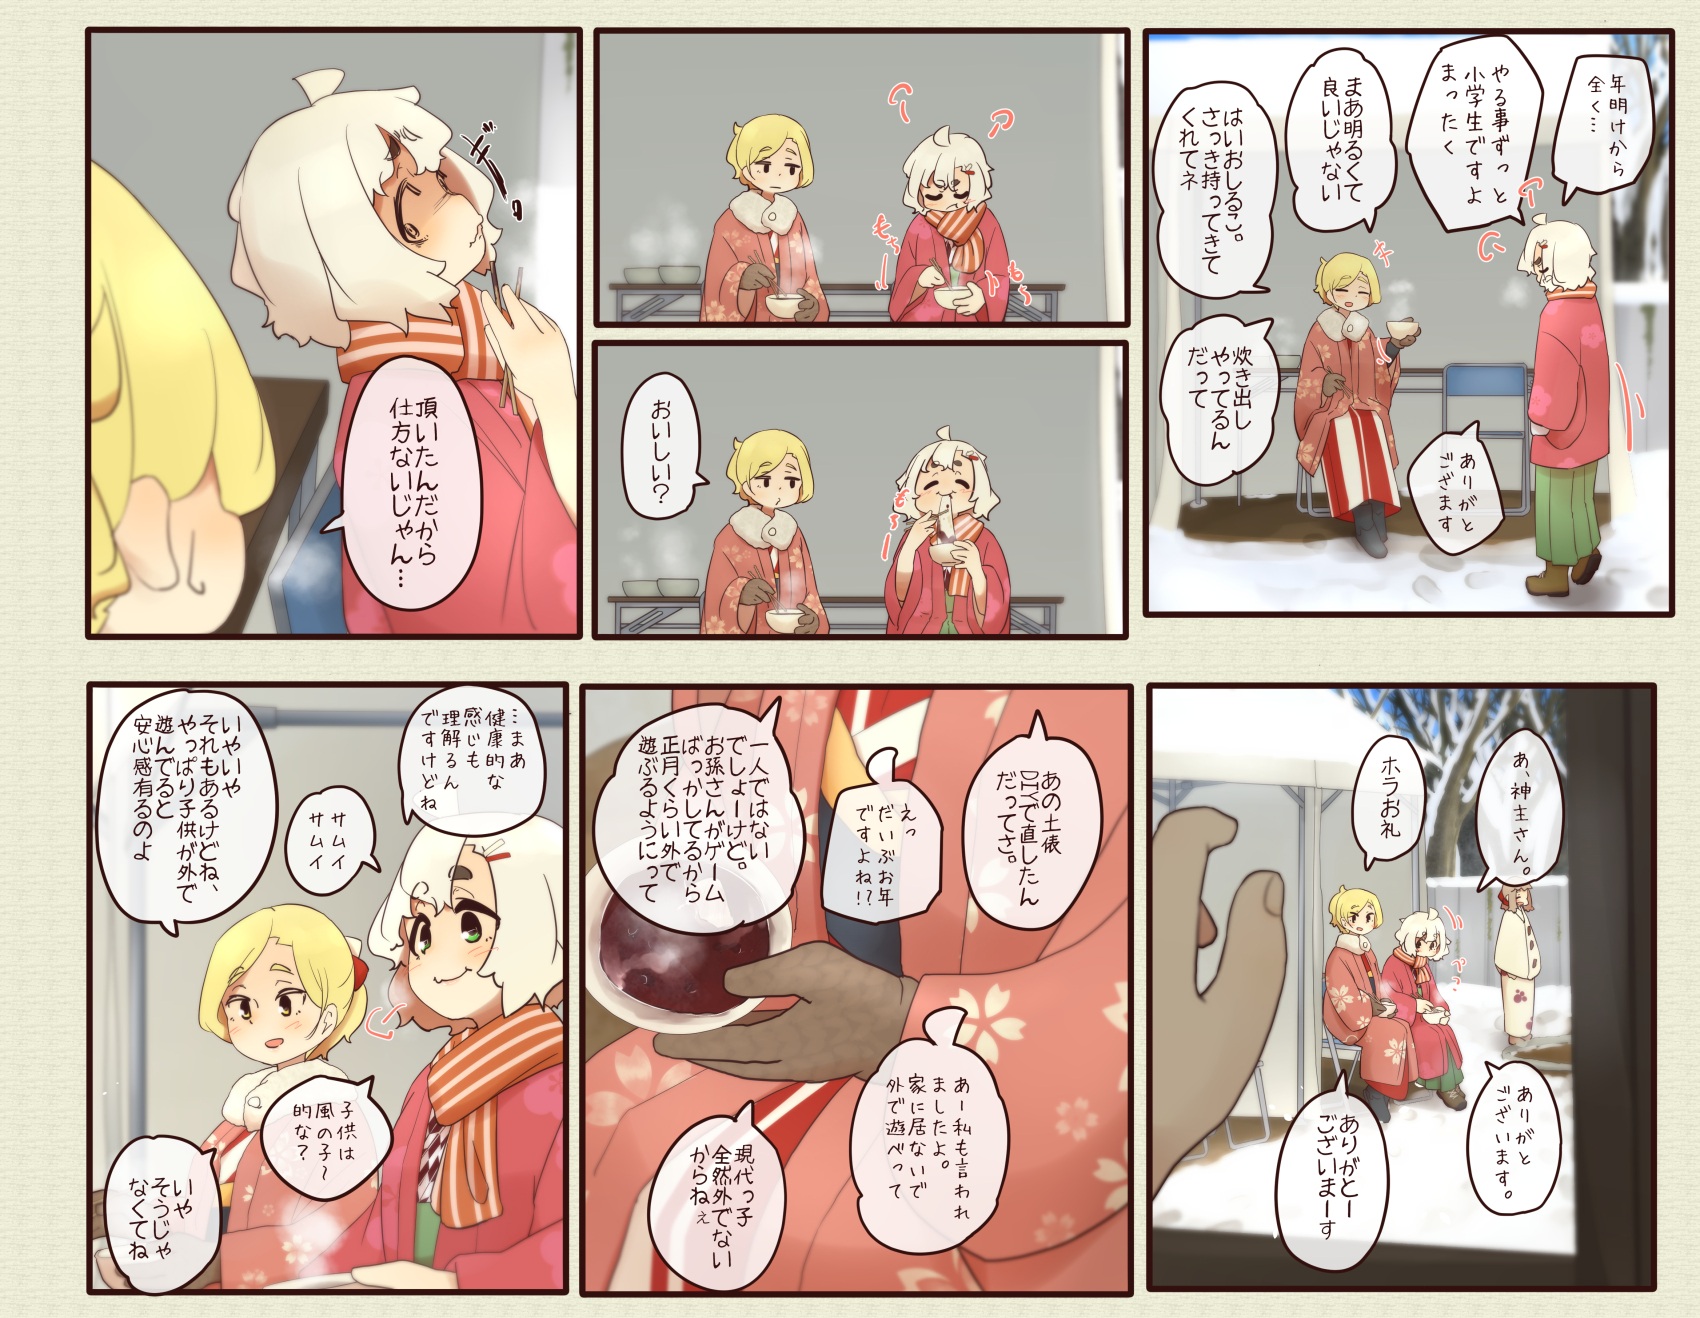 年明けから
全く…
やる事ずっと
小学生ですよ
まったく
まあ明るくて
良いじゃない
はいおしるこ。
さっき持ってきて
くれてネ
炊き出し
やってるん
だって
ありがと
ございます
もち
もち
おいしい?
も〜
頂いたんだから
仕方ないじゃん…
あ、神主さん。
ホラお礼
ありがと
ございます。
ありがとー
ございまーす
あの土俵
DIYで直したん
だってさ。
えっ
だいぶお年
ですよね!?
一人ではない
でしょーけど。
お孫さんがゲーム
ばっかしてるから
正月くらい外で
遊ぶるようにって
あー私も言われ
ましたよ。
家に居ないで
外で遊べって
現代っ子
全然外でない
からねぇ
…まあ
健康的な
感じも
理解るん
ですけどね
サムイ
サムイ
いやいや
それもあるけどね、
やっぱり子供が外で
遊んでると
安心感有るのよ
子供は
風の子〜
的な?
いや
そうじゃ
なくてね